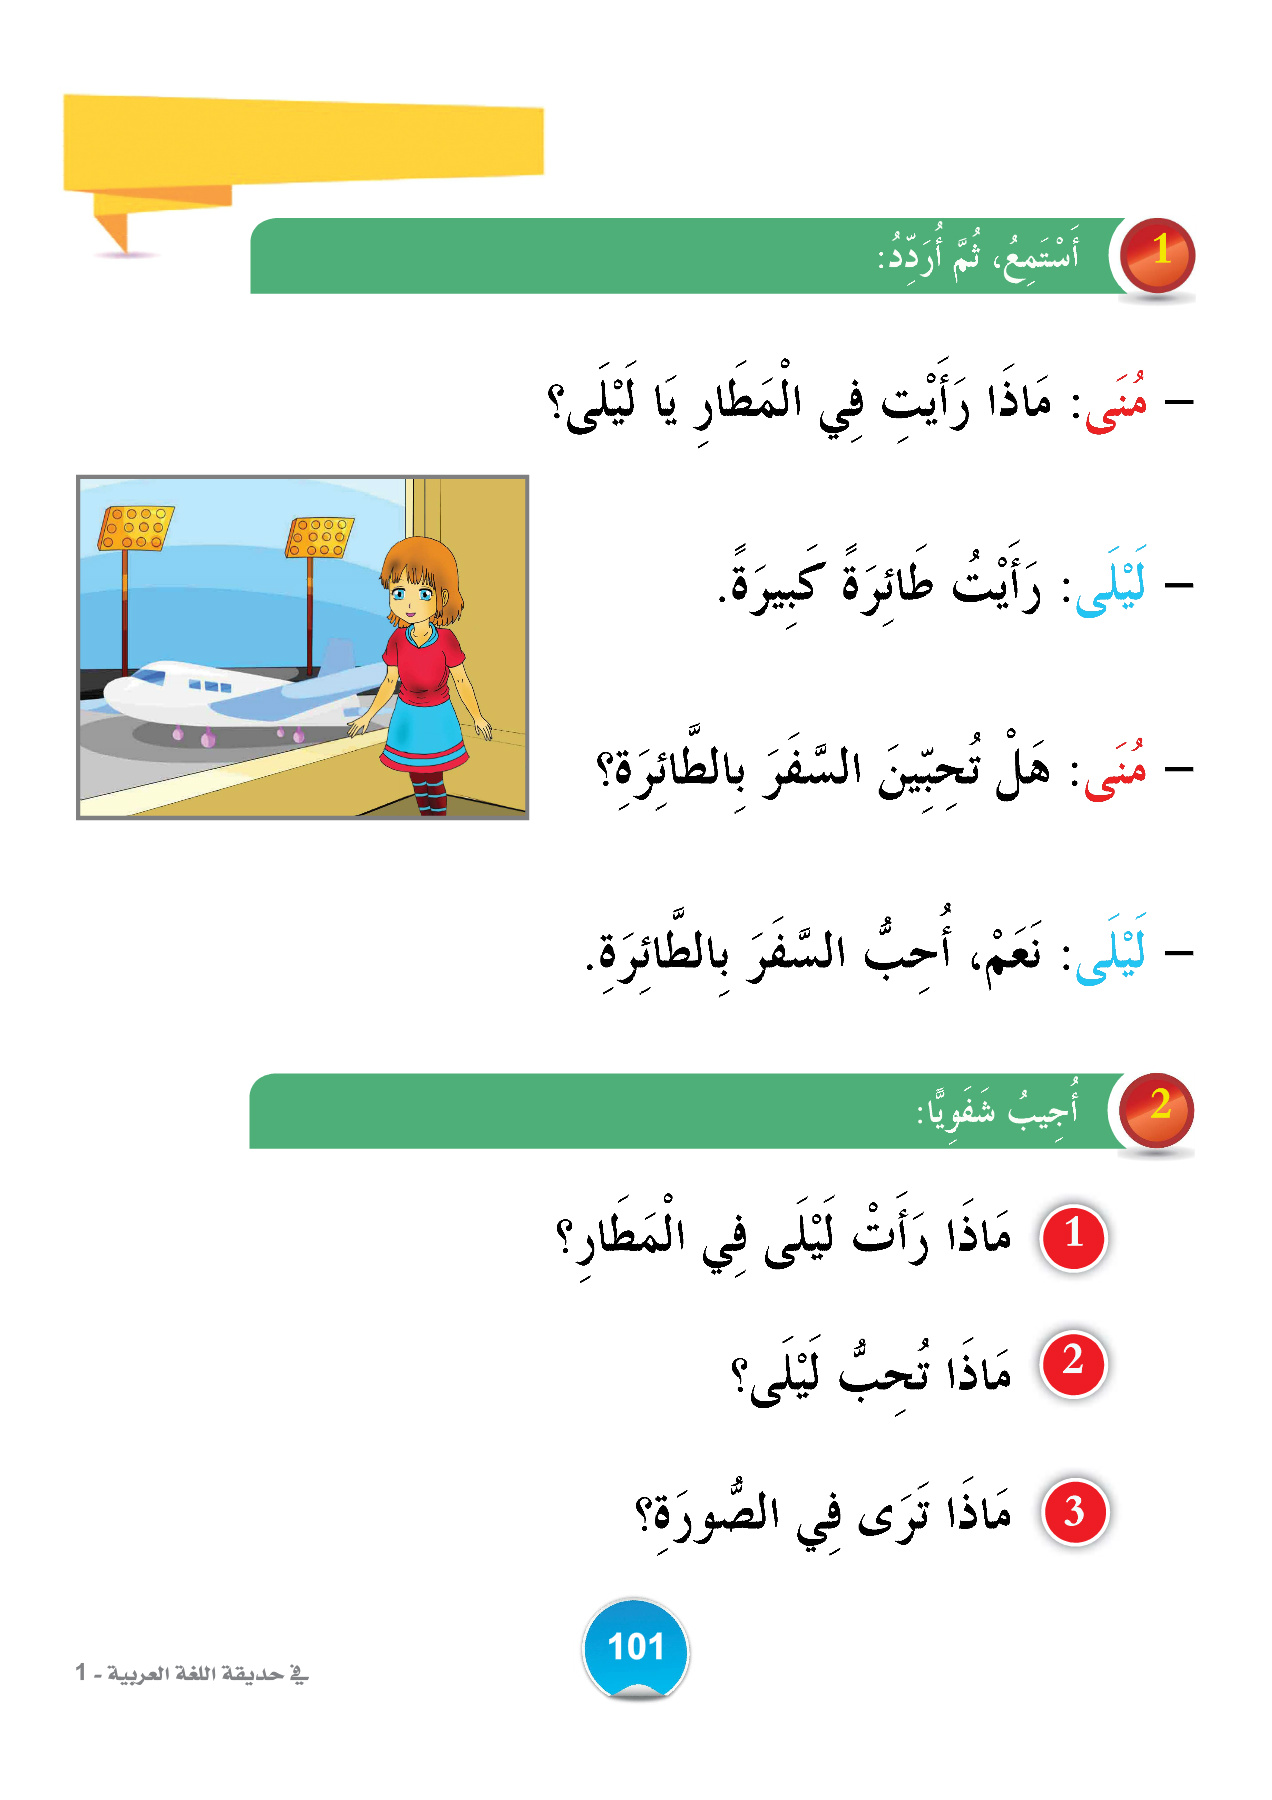 1 أَسْتَمِعُ، ثُمَّ أُرَدِّدُ:
– مُنَى: مَاذَا رَأَيْتِ فِي الْمَطَارِ يَا لَيْلَى؟
– لَيْلَى: رَأَيْتُ طَائِرَةً كَبِيرَةً.
– مُنَى: هَلْ تُحِبِّينَ السَّفَرَ بِالطَّائِرَةِ؟
– لَيْلَى: نَعَمْ، أُحِبُّ السَّفَرَ بِالطَّائِرَةِ.
2 أُجِيبُ شَفَوِيًّا:
1 مَاذَا رَأَتْ لَيْلَى فِي الْمَطَارِ؟
2 مَاذَا تُحِبُّ لَيْلَى؟
3 مَاذَا تَرَى فِي الصُّورَةِ؟
101
في حديقة اللغة العربية - 1